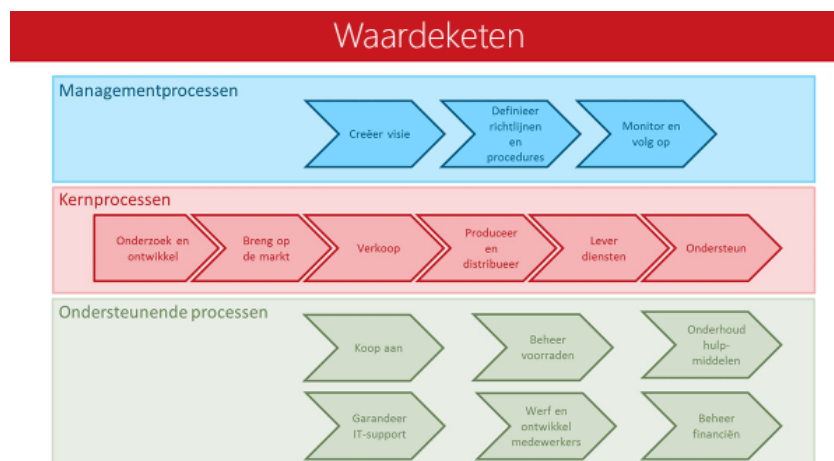 Waardeketen
Managementprocessen
Creëer visie
Definieer
richtlijnen
en
procedures
Monitor en
volg op
Kernprocessen
Onderzoek en
ontwikkel
Breng op
de markt
Verkoop
Produceer
en
distribueer
Lever
diensten
Ondersteun
Ondersteunende processen
Koop aan
Beheer
voorraden
Onderhoud
hulp-
middelen
Garandeer
IT-support
Werf en
ontwikkel
medewerkers
Beheer
financiën